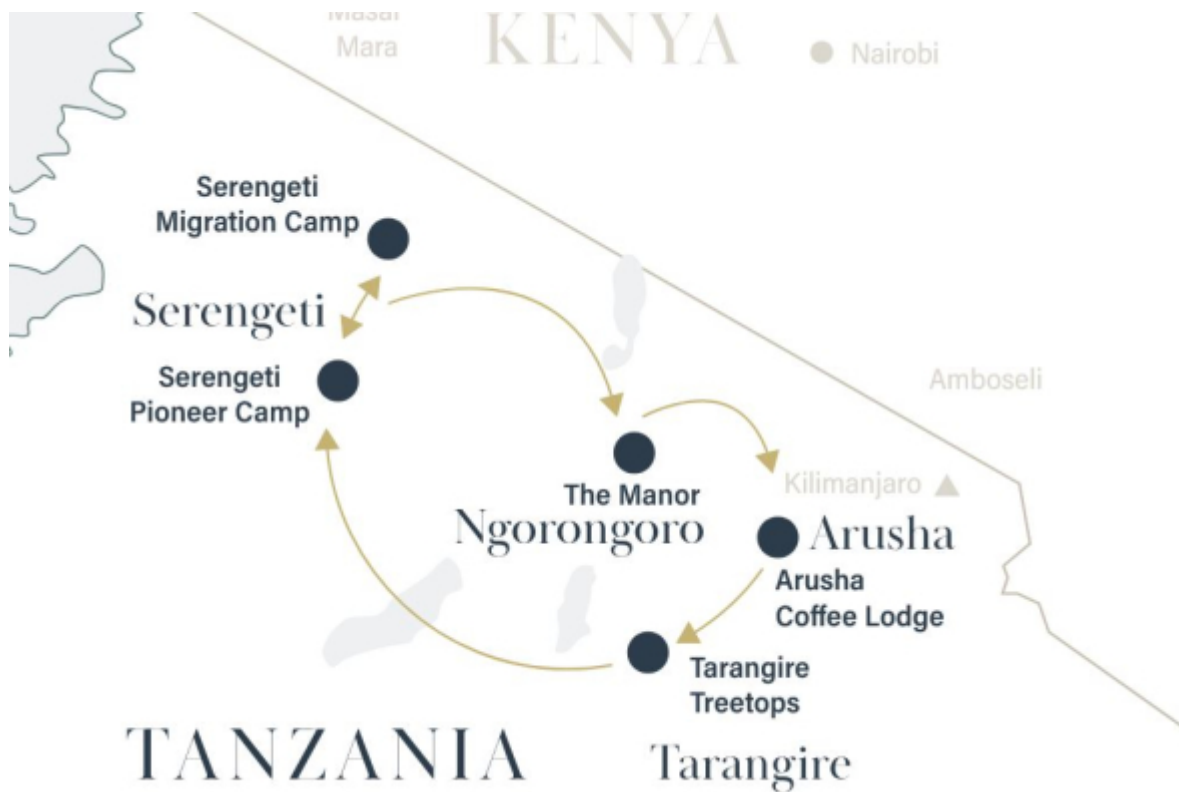 Masai
Mara
KENYA
Nairobi
Serengeti
Migration Camp
Serengeti
Serengeti
Pioneer Camp
Amboseli
Kilimanjaro
The Manor
Ngorongoro
Arusha
Arusha
Coffee Lodge
Tarangire
Treetops
TANZANIA
Tarangire